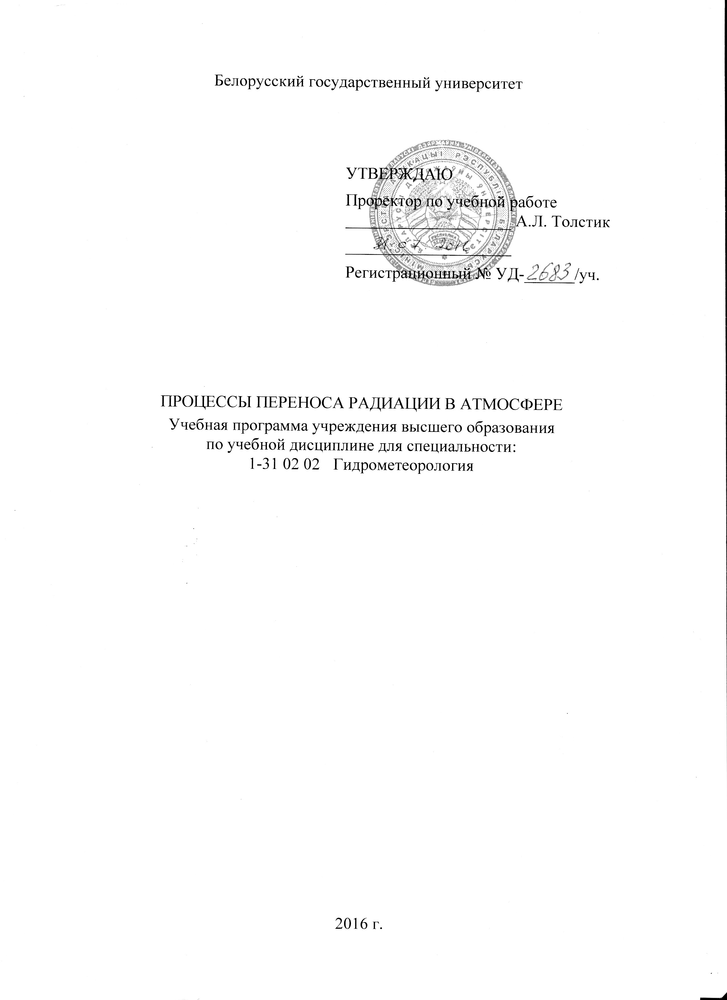 Белорусский государственный университет
УТВЕРЖДАЮ
Проректор по учебной работе
А.Л. Толстик
31.07.2016
Регистрационный № УД-2683/уч.
ПРОЦЕССЫ ПЕРЕНОСА РАДИАЦИИ В АТМОСФЕРЕ
Учебная программа учреждения высшего образования
по учебной дисциплине для специальности:
1-31 02 02 Гидрометеорология
2016 г.